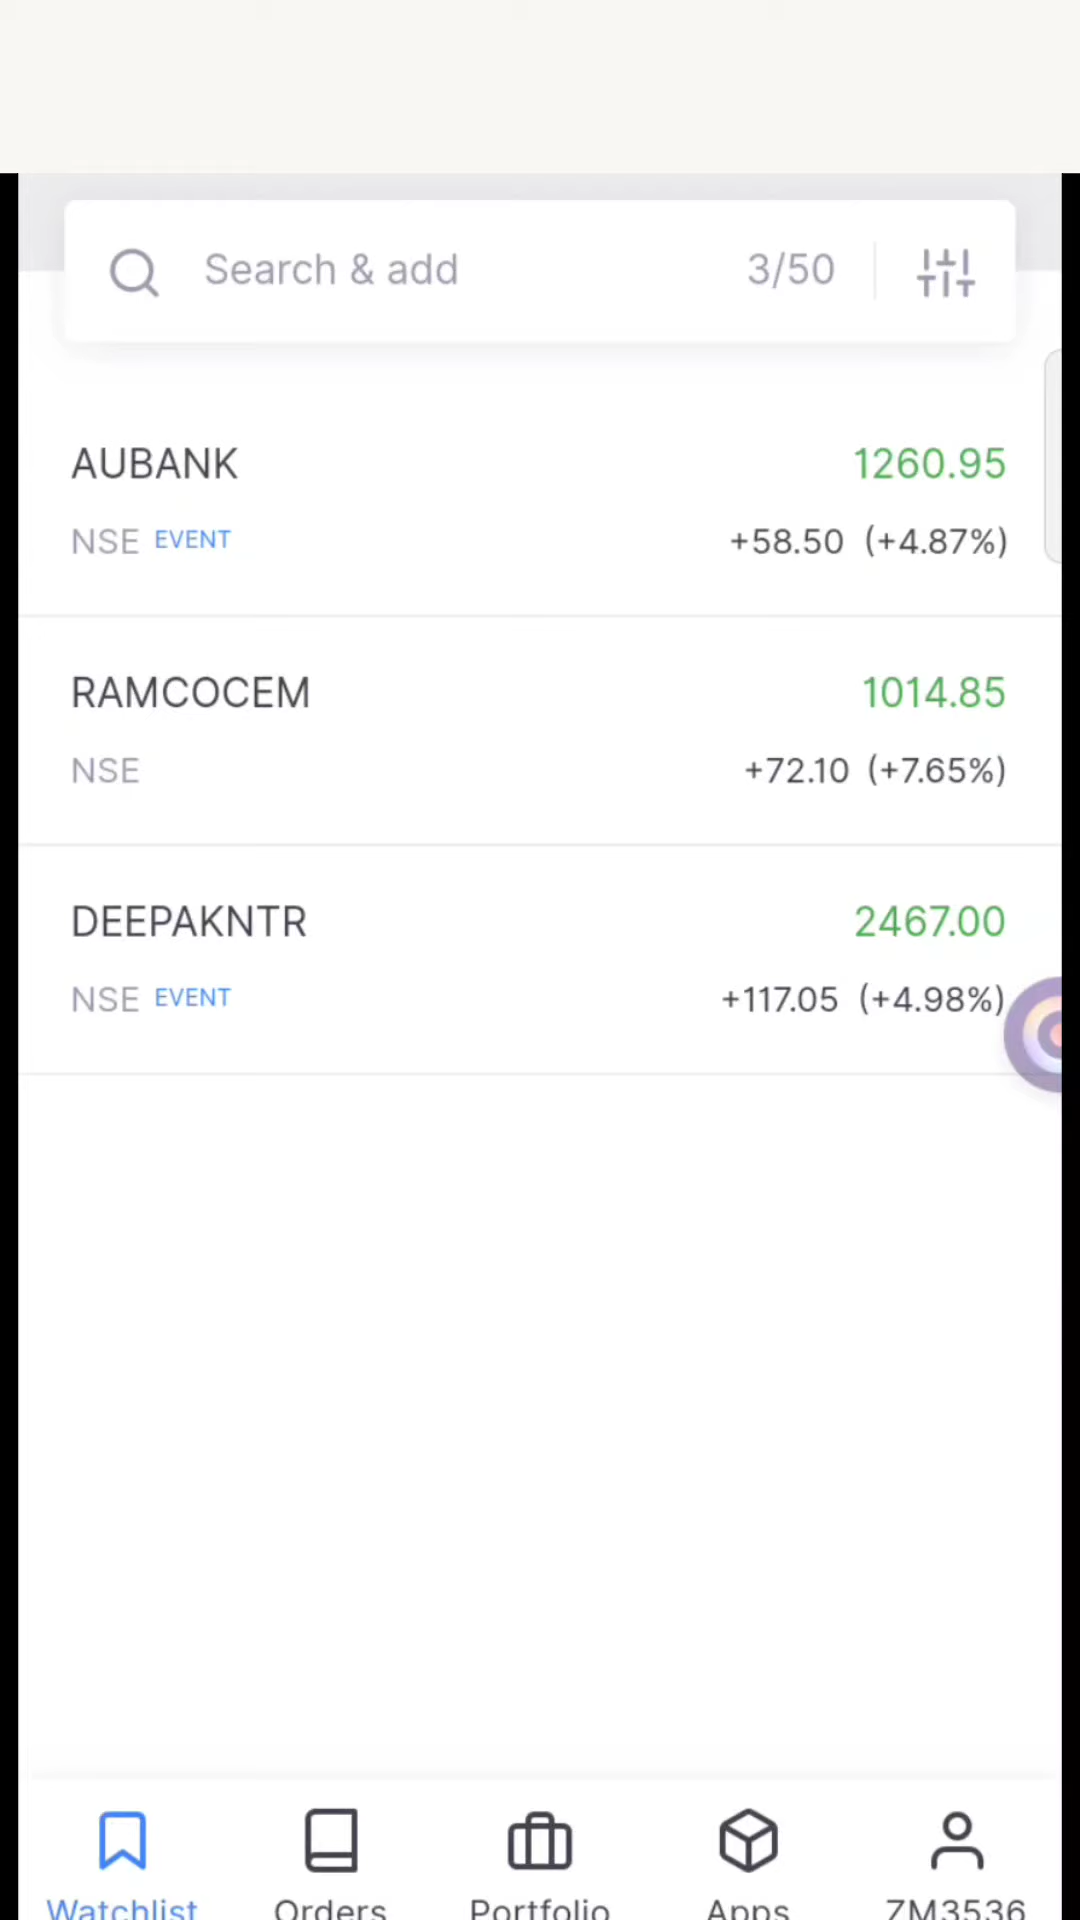 Search & add 3/50
AUBANK 1260.95
NSE EVENT +58.50 (+4.87%)
RAMCOCEM 1014.85
NSE +72.10 (+7.65%)
DEEPAKNTR 2467.00
NSE EVENT +117.05 (+4.98%)
Watchlist Orders Portfolio Apps ZM3536